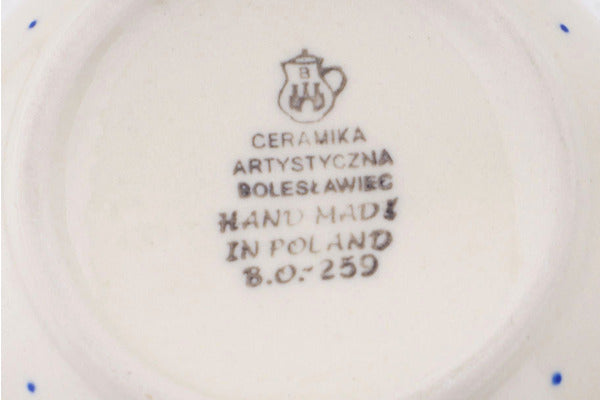 B
CERAMIKA
ARTYSTYCZNA
BOLESŁAWIEC
HAND MADE
IN POLAND
B.O.-259